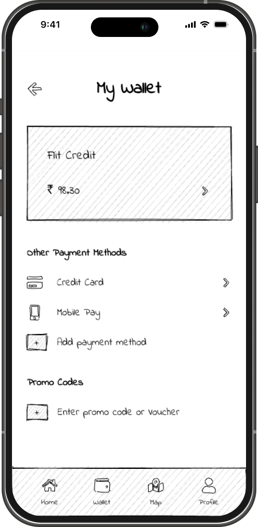 9:41
My Wallet
Flit Credit
₹ 98.30
Other Payment Methods
Credit Card
Mobile Pay
Add payment method
Promo Codes
Enter promo code or Voucher
Home
Wallet
Map
Profile